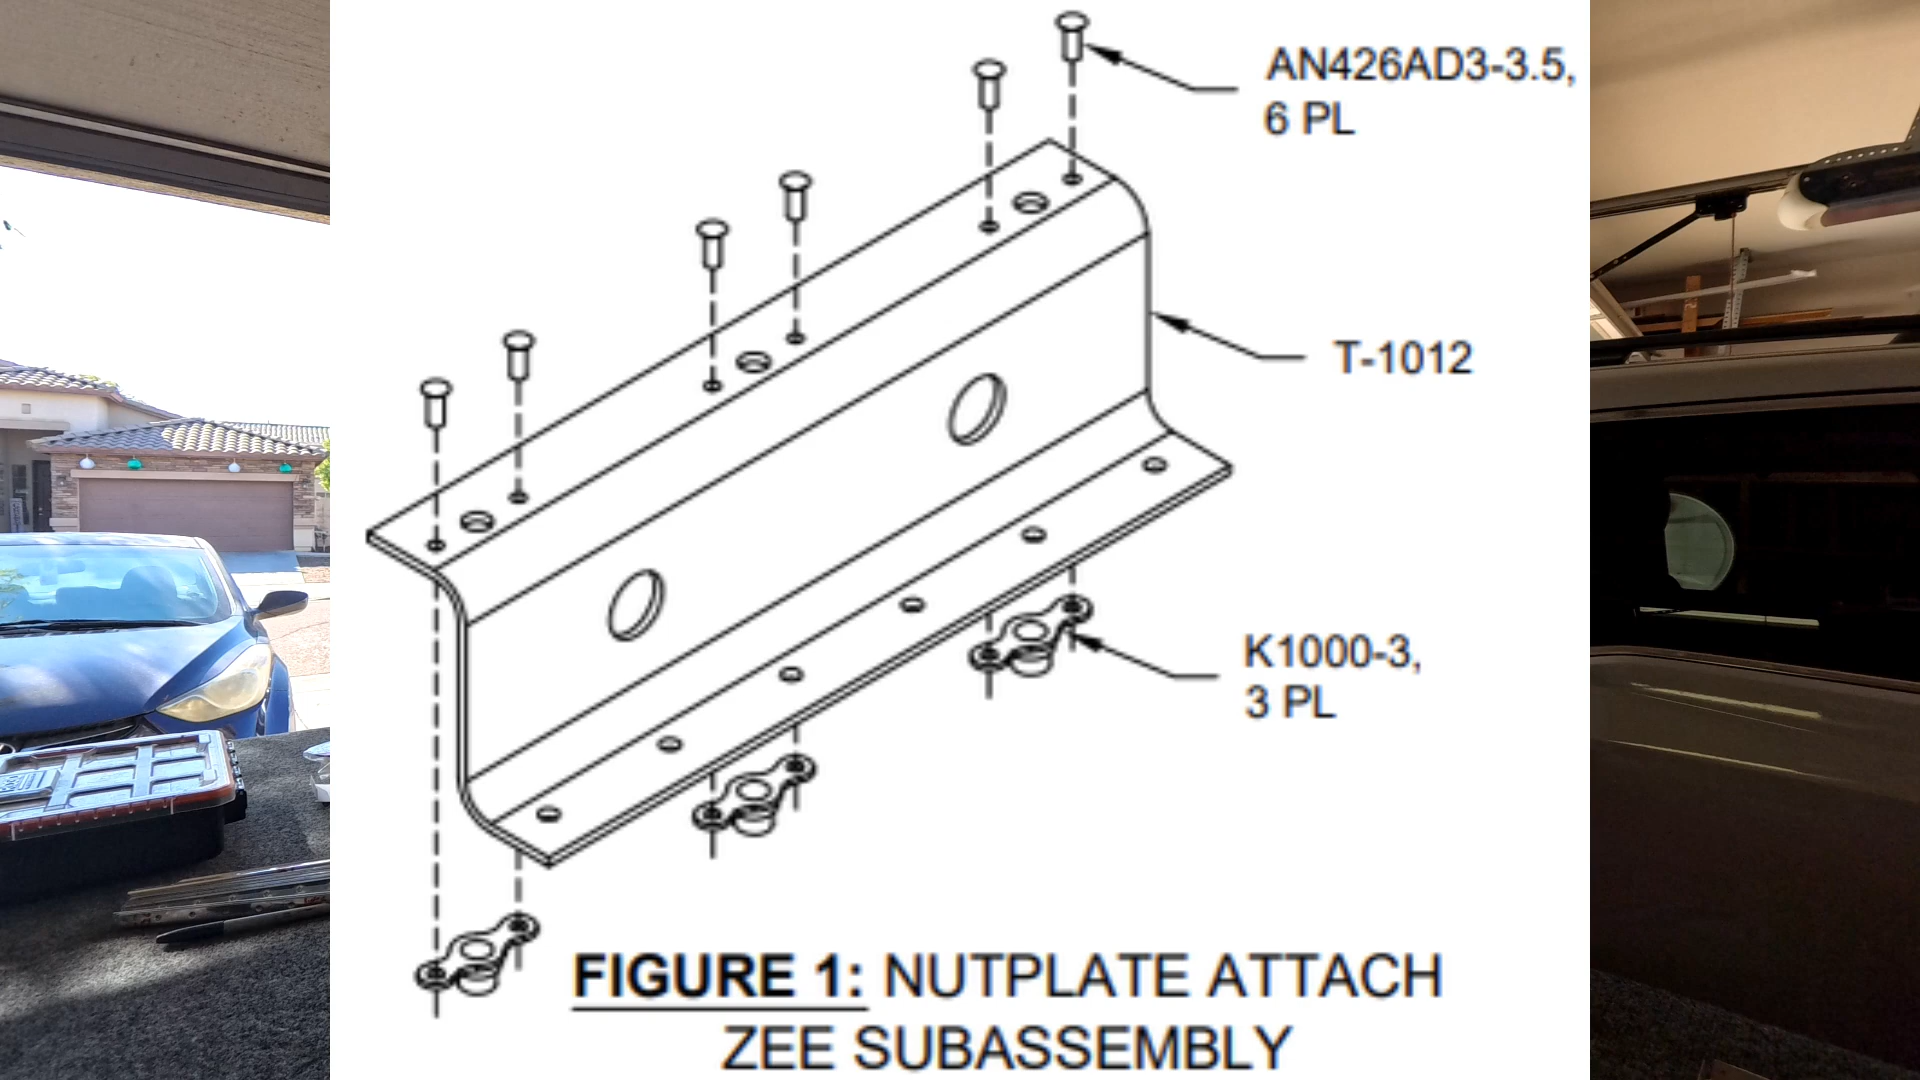 AN426AD3-3.5,
6 PL
T-1012
K1000-3,
3 PL
FIGURE 1: NUTPLATE ATTACH
ZEE SUBASSEMBLY